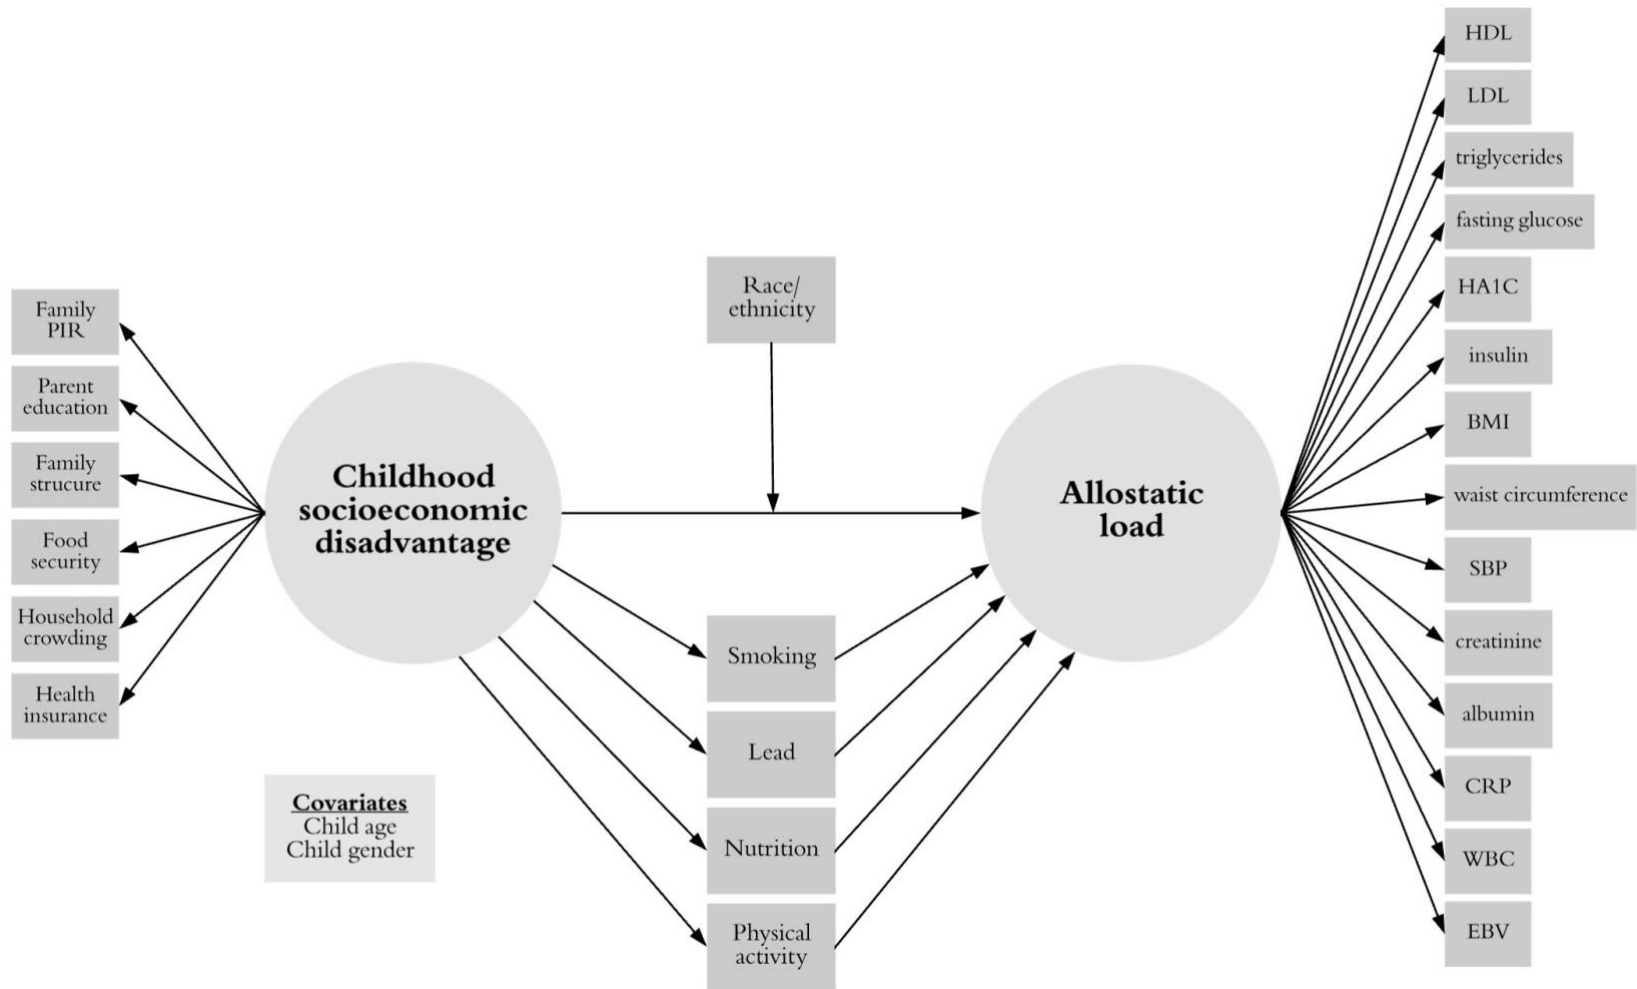 Family
PIR
Parent
education
Family
strucure
Food
security
Household
crowding
Health
insurance
Childhood
socioeconomic
disadvantage
Covariates
Child age
Child gender
Race/
ethnicity
Smoking
Lead
Nutrition
Physical
activity
Allostatic
load
HDL
LDL
triglycerides
fasting glucose
HA1C
insulin
BMI
waist circumference
SBP
creatinine
albumin
CRP
WBC
EBV